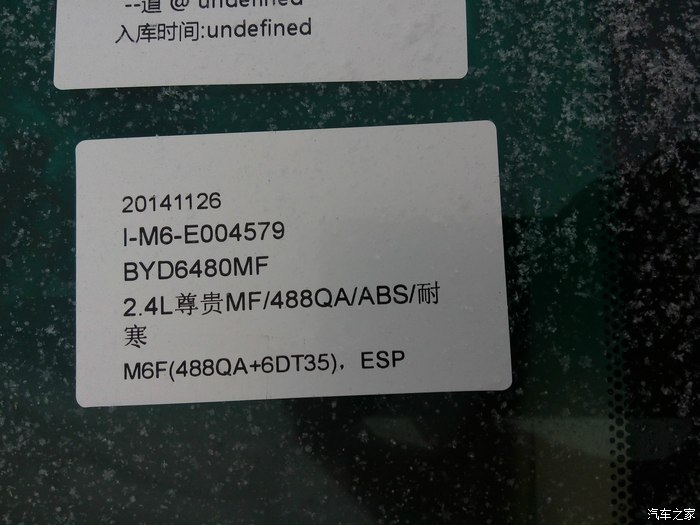 --道 @ undefined
入库时间:undefined
20141126
I-M6-E004579
BYD6480MF
2.4L尊贵MF/488QA/ABS/耐
寒
M6F(488QA+6DT35)，ESP
汽车之家